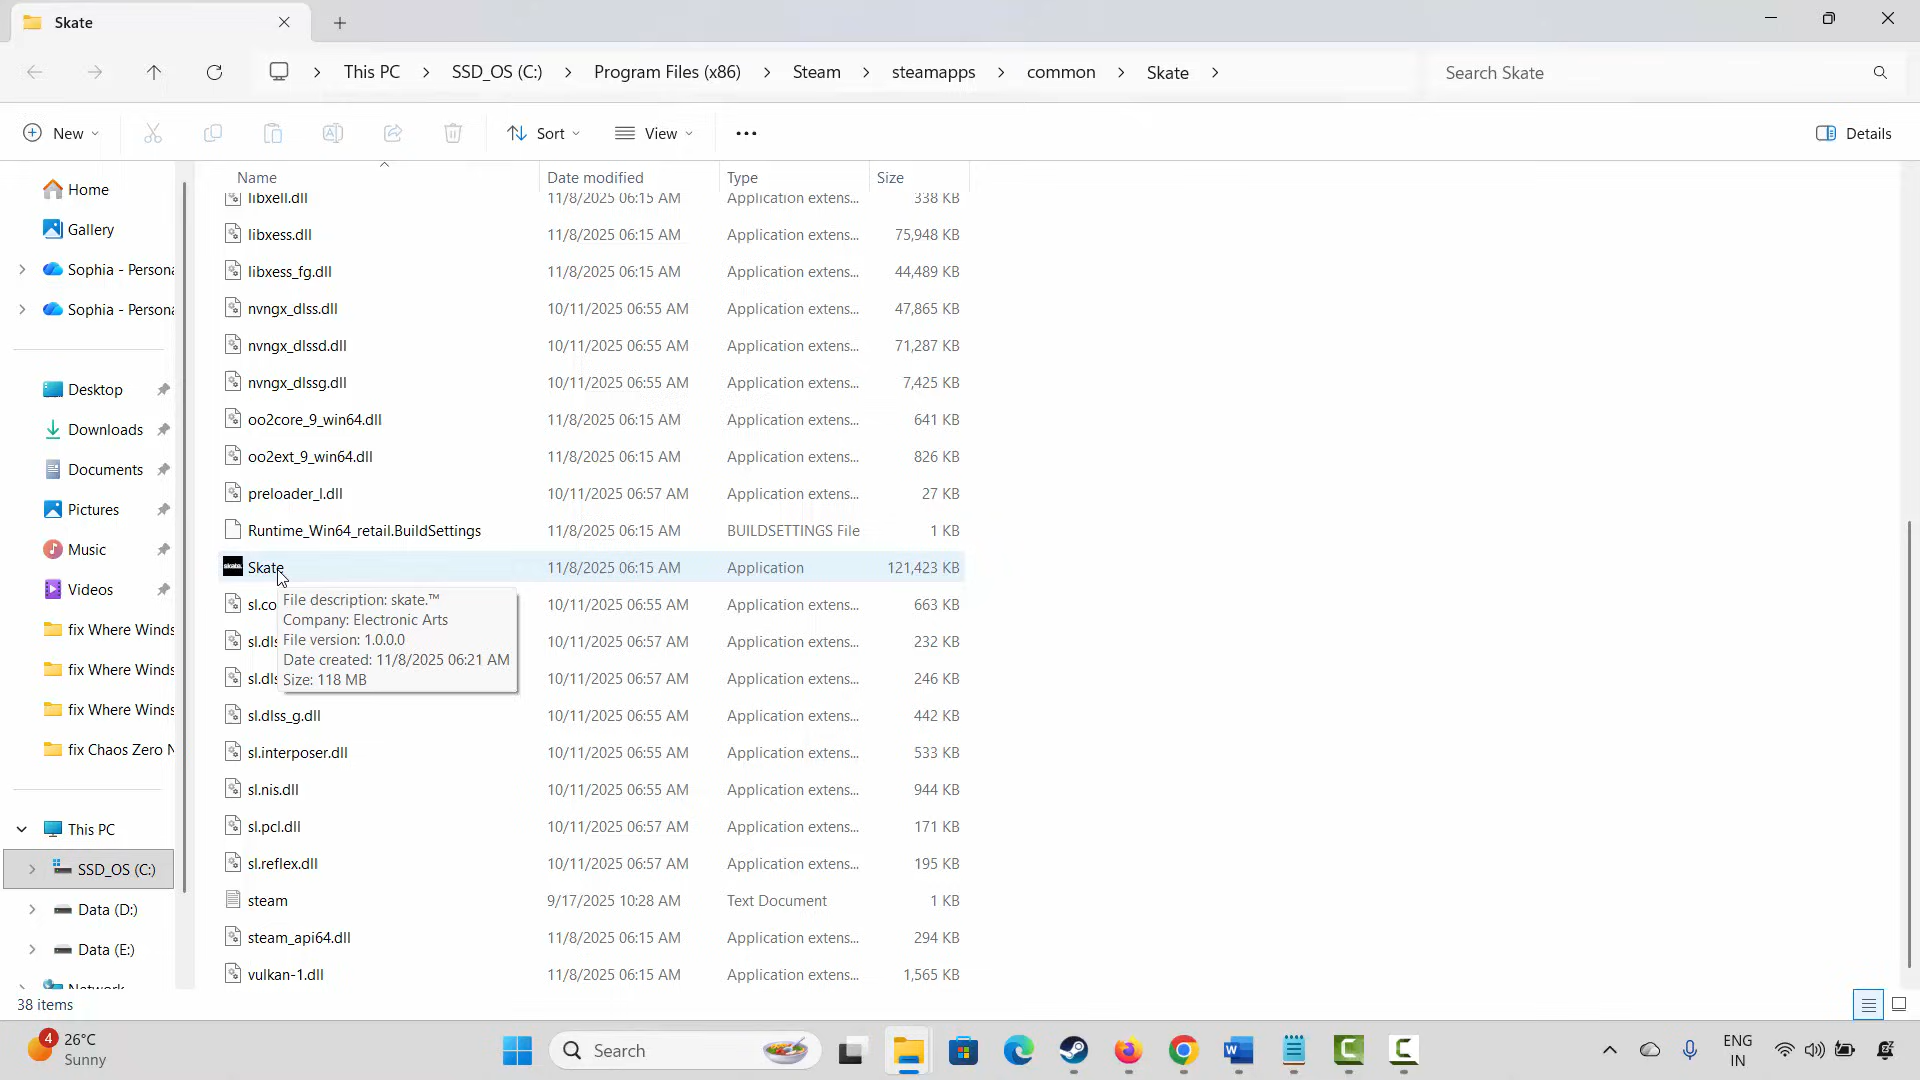 Skate
This PC
SSD_OS (C:)
Program Files (x86)
Steam
steamapps
common
Skate
Search Skate
New
Sort
View
Details
Home
Gallery
Sophia - Persona
Sophia - Persona
Desktop
Downloads
Documents
Pictures
Music
Videos
fix Where Winds
fix Where Winds
fix Where Winds
fix Chaos Zero N
This PC
SSD_OS (C:)
Data (D:)
Data (E:)
Network
Name Date modified Type Size
libxell.dll 11/8/2025 06:15 AM Application extens... 338 KB
libxess.dll 11/8/2025 06:15 AM Application extens... 75,948 KB
libxess_fg.dll 11/8/2025 06:15 AM Application extens... 44,489 KB
nvngx_dlss.dll 10/11/2025 06:55 AM Application extens... 47,865 KB
nvngx_dlssd.dll 10/11/2025 06:55 AM Application extens... 71,287 KB
nvngx_dlssg.dll 10/11/2025 06:55 AM Application extens... 7,425 KB
oo2core_9_win64.dll 11/8/2025 06:15 AM Application extens... 641 KB
oo2ext_9_win64.dll 11/8/2025 06:15 AM Application extens... 826 KB
preloader_l.dll 10/11/2025 06:57 AM Application extens... 27 KB
Runtime_Win64_retail.BuildSettings 11/8/2025 06:15 AM BUILDSETTINGS File 1 KB
skate. Skate 11/8/2025 06:15 AM Application 121,423 KB
sl.co 10/11/2025 06:55 AM Application extens... 663 KB
sl.dls 10/11/2025 06:57 AM Application extens... 232 KB
sl.dls 10/11/2025 06:57 AM Application extens... 246 KB
sl.dlss_g.dll 10/11/2025 06:55 AM Application extens... 442 KB
sl.interposer.dll 10/11/2025 06:55 AM Application extens... 533 KB
sl.nis.dll 10/11/2025 06:55 AM Application extens... 944 KB
sl.pcl.dll 10/11/2025 06:57 AM Application extens... 171 KB
sl.reflex.dll 10/11/2025 06:57 AM Application extens... 195 KB
steam 9/17/2025 10:28 AM Text Document 1 KB
steam_api64.dll 11/8/2025 06:15 AM Application extens... 294 KB
vulkan-1.dll 11/8/2025 06:15 AM Application extens... 1,565 KB
File description: skate.™
Company: Electronic Arts
File version: 1.0.0.0
Date created: 11/8/2025 06:21 AM
Size: 118 MB
38 items
4
26°C
Sunny
Search
ENG
IN